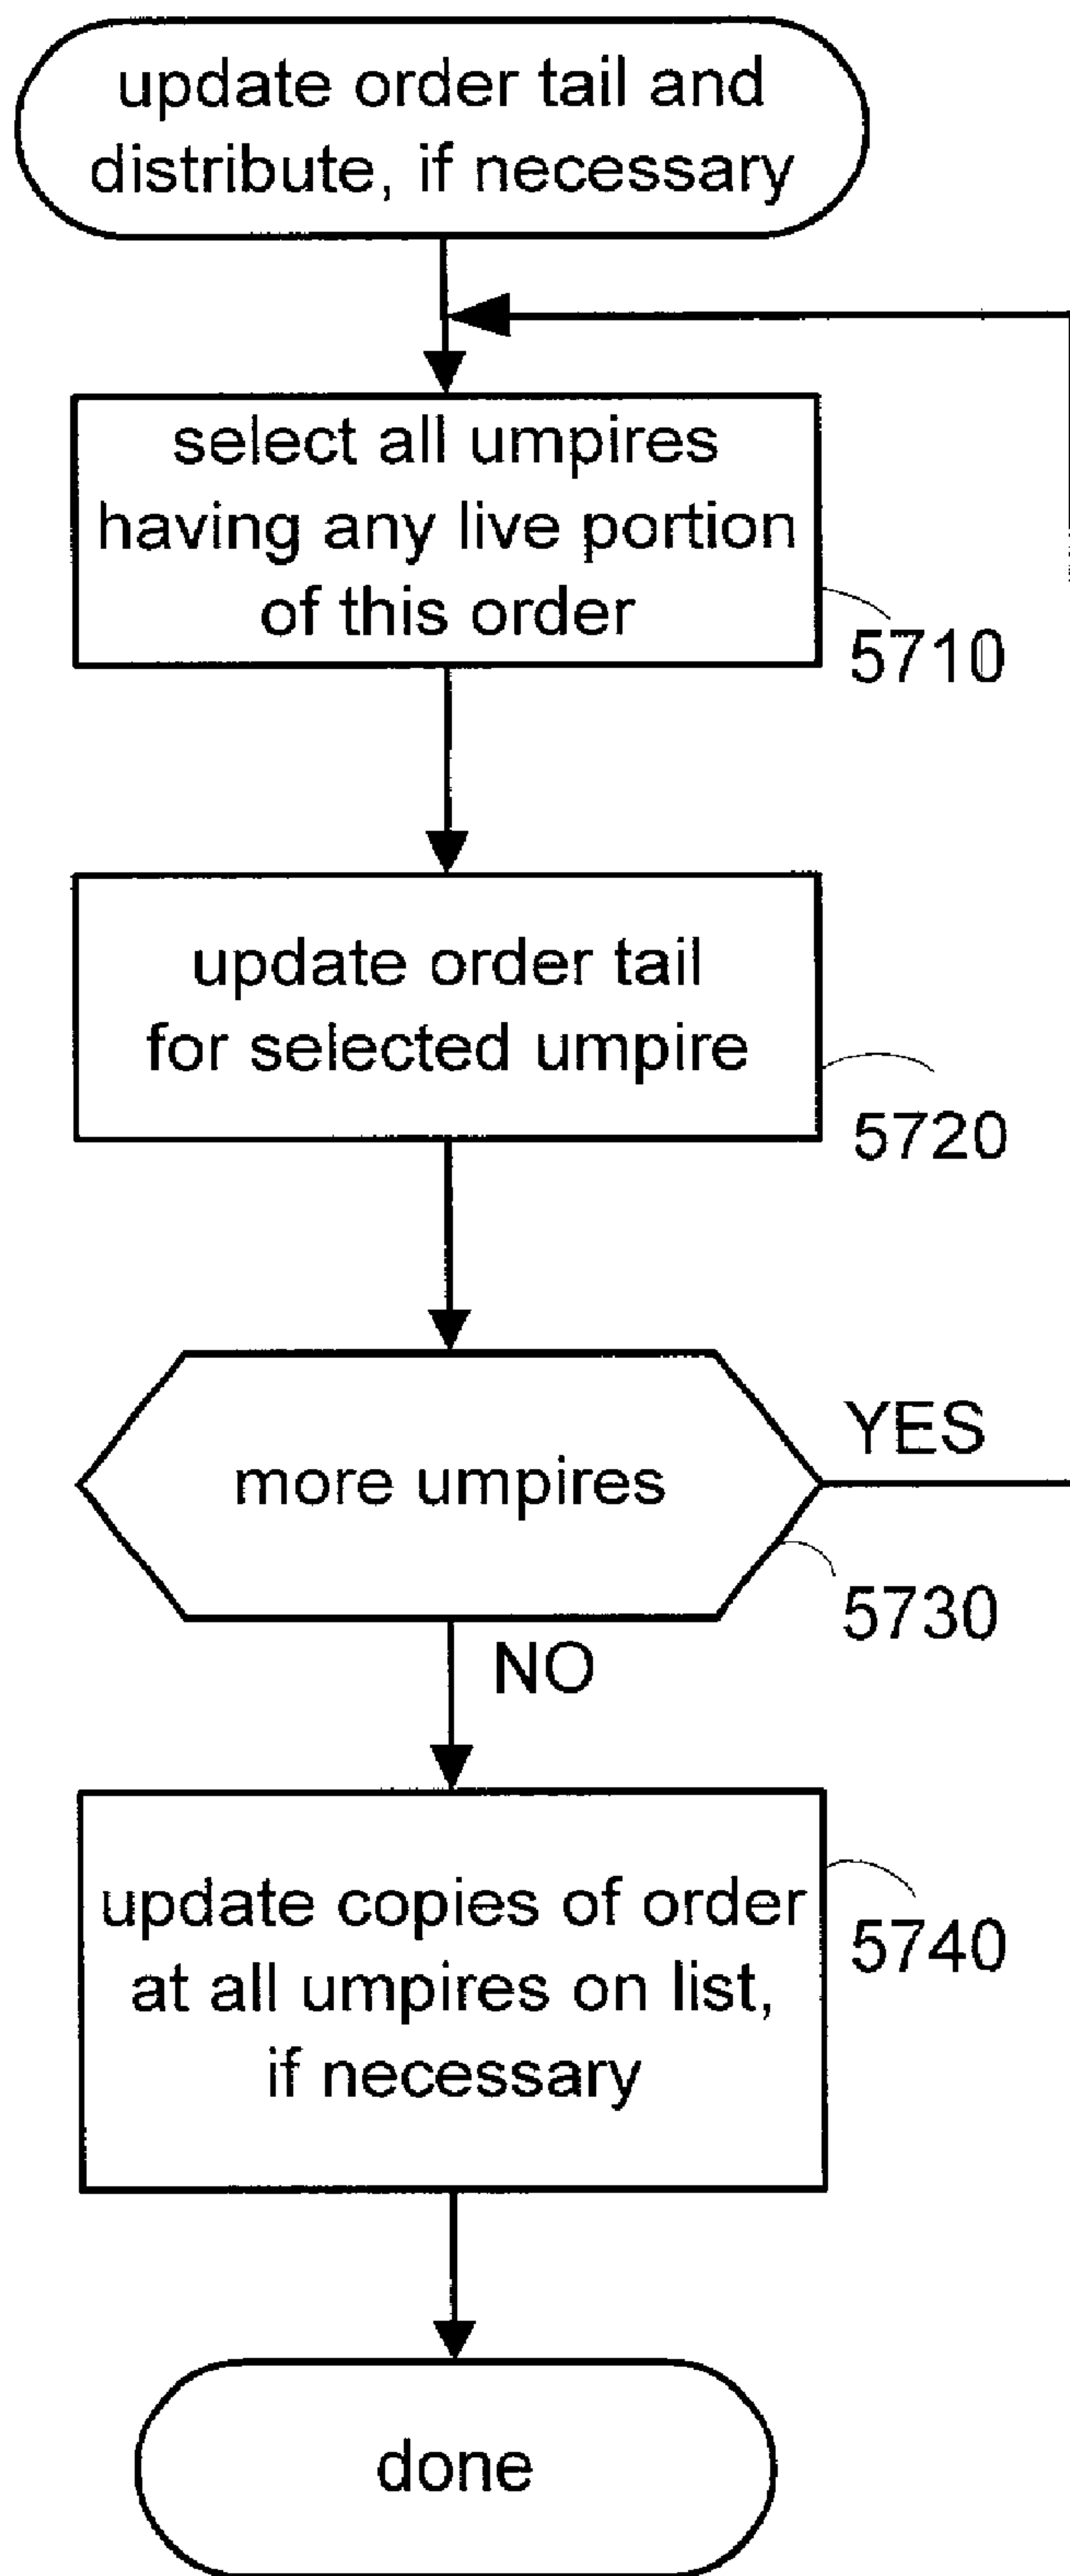 update order tail and
distribute, if necessary
select all umpires
having any live portion
of this order
5710
update order tail
for selected umpire
5720
more umpires
YES
5730
NO
update copies of order
at all umpires on list,
if necessary
5740
done